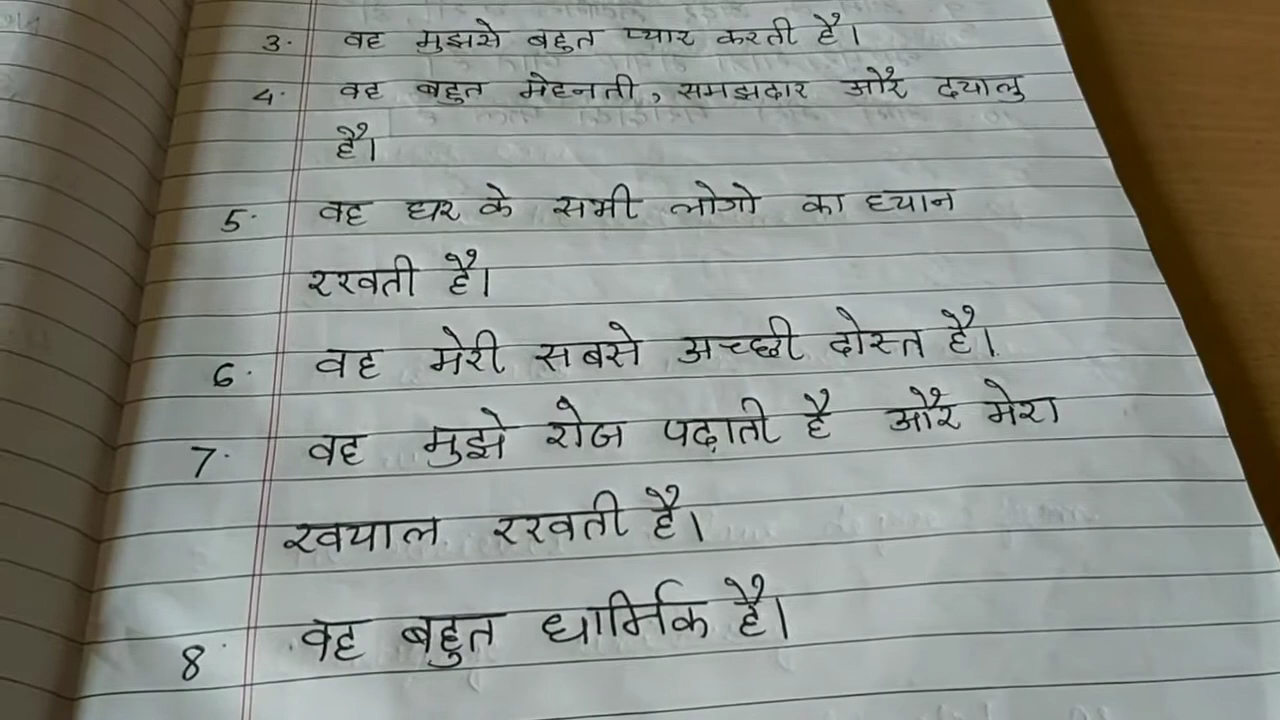 3. वह मुझसे बहुत प्यार करती है।
4. वह बहुत मेहनती, समझदार और दयालु
है।
5. वह घर के सभी लोगो का ध्यान
रखती है।
6. वह मेरी सबसे अच्छी दोस्त है।
7. वह मुझे रोज पढ़ाती है और मेरा
ख्याल रखती है।
8. वह बहुत धार्मिक है।